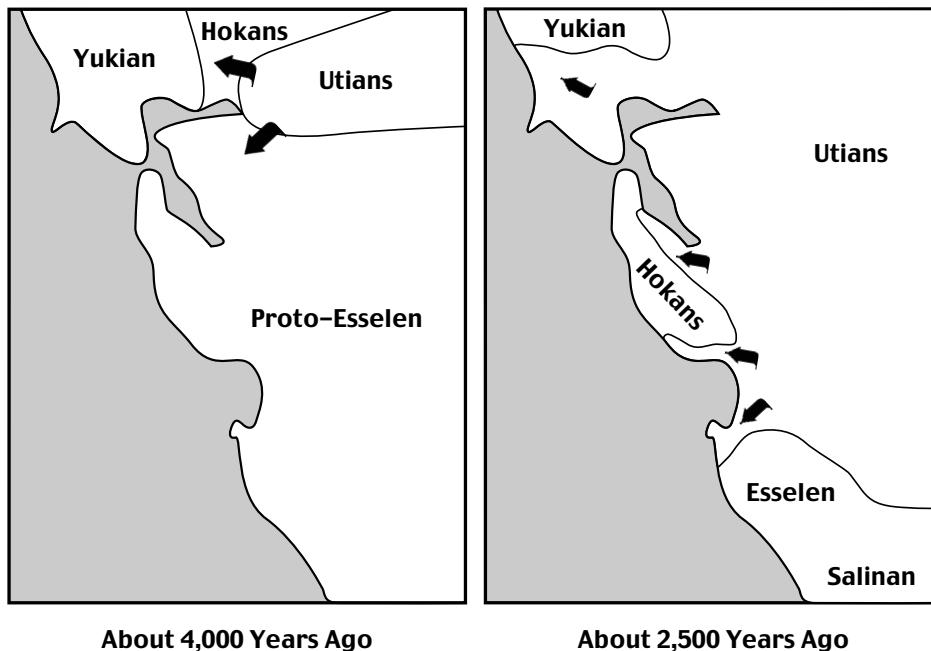 Yukian
Hokans
Utians
Proto–Esselen
About 4,000 Years Ago
Yukian
Utians
Hokans
Esselen
Salinan
About 2,500 Years Ago